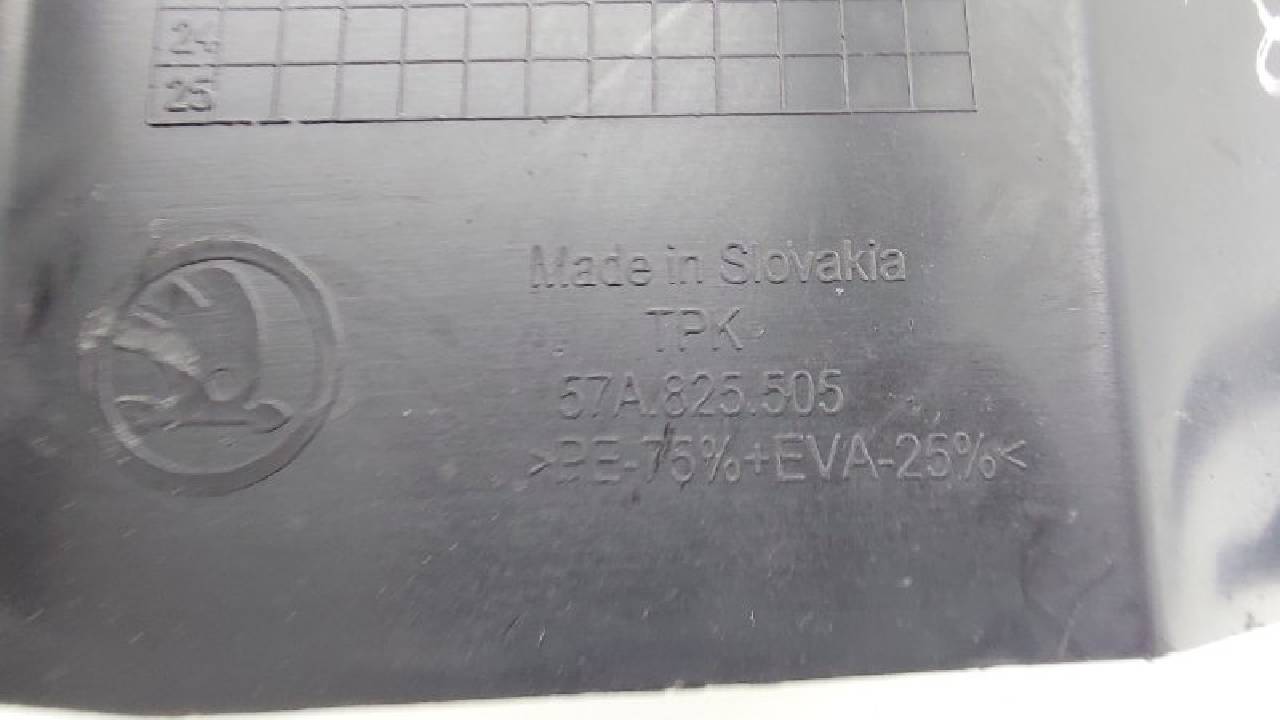 24
25
Made in Slovakia
TPK
57A.825.505
>PE-75%+EVA-25%<